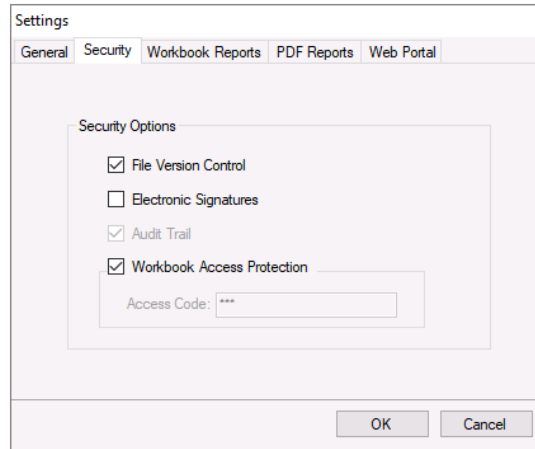 Settings
General Security Workbook Reports PDF Reports Web Portal
Security Options
File Version Control
Electronic Signatures
Audit Trail
Workbook Access Protection
Access Code: ***
OK Cancel